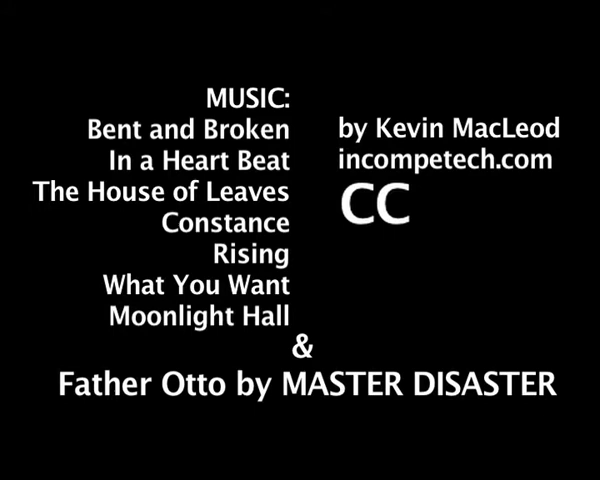 MUSIC:
Bent and Broken
In a Heart Beat
The House of Leaves
Constance
Rising
What You Want
Moonlight Hall
by Kevin MacLeod
incompetech.com
CC
&
Father Otto by MASTER DISASTER